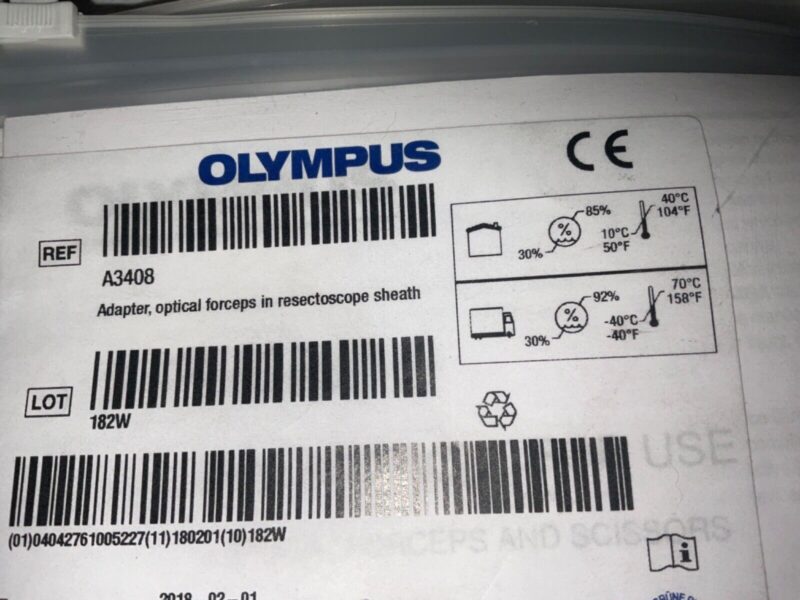 OLYMPUS
CE
REF
A3408
Adapter, optical forceps in resectoscope sheath
85%
%
30%
40°C
104°F
10°C
50°F
92%
%
30%
70°C
158°F
-40°C
-40°F
LOT
182W
USE
(01)04042761005227(11)180201(10)182W
FORCEPS AND SCISSORS
i
2018-02-01